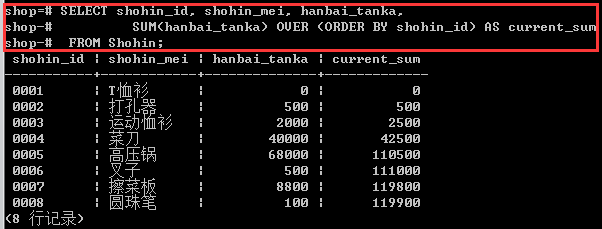 shop=# SELECT shohin_id, shohin_mei, hanbai_tanka,
shop-#        SUM(hanbai_tanka) OVER (ORDER BY shohin_id) AS current_sum
shop-#   FROM Shohin;
 shohin_id | shohin_mei | hanbai_tanka | current_sum
-----------+------------+--------------+-------------
 0001      | T恤衫      |            0 |           0
 0002      | 打孔器     |          500 |         500
 0003      | 运动恤衫   |         2000 |        2500
 0004      | 菜刀       |        40000 |       42500
 0005      | 高压锅     |        68000 |      110500
 0006      | 叉子       |          500 |      111000
 0007      | 擦菜板     |         8800 |      119800
 0008      | 圆珠笔     |          100 |      119900
(8 行记录)